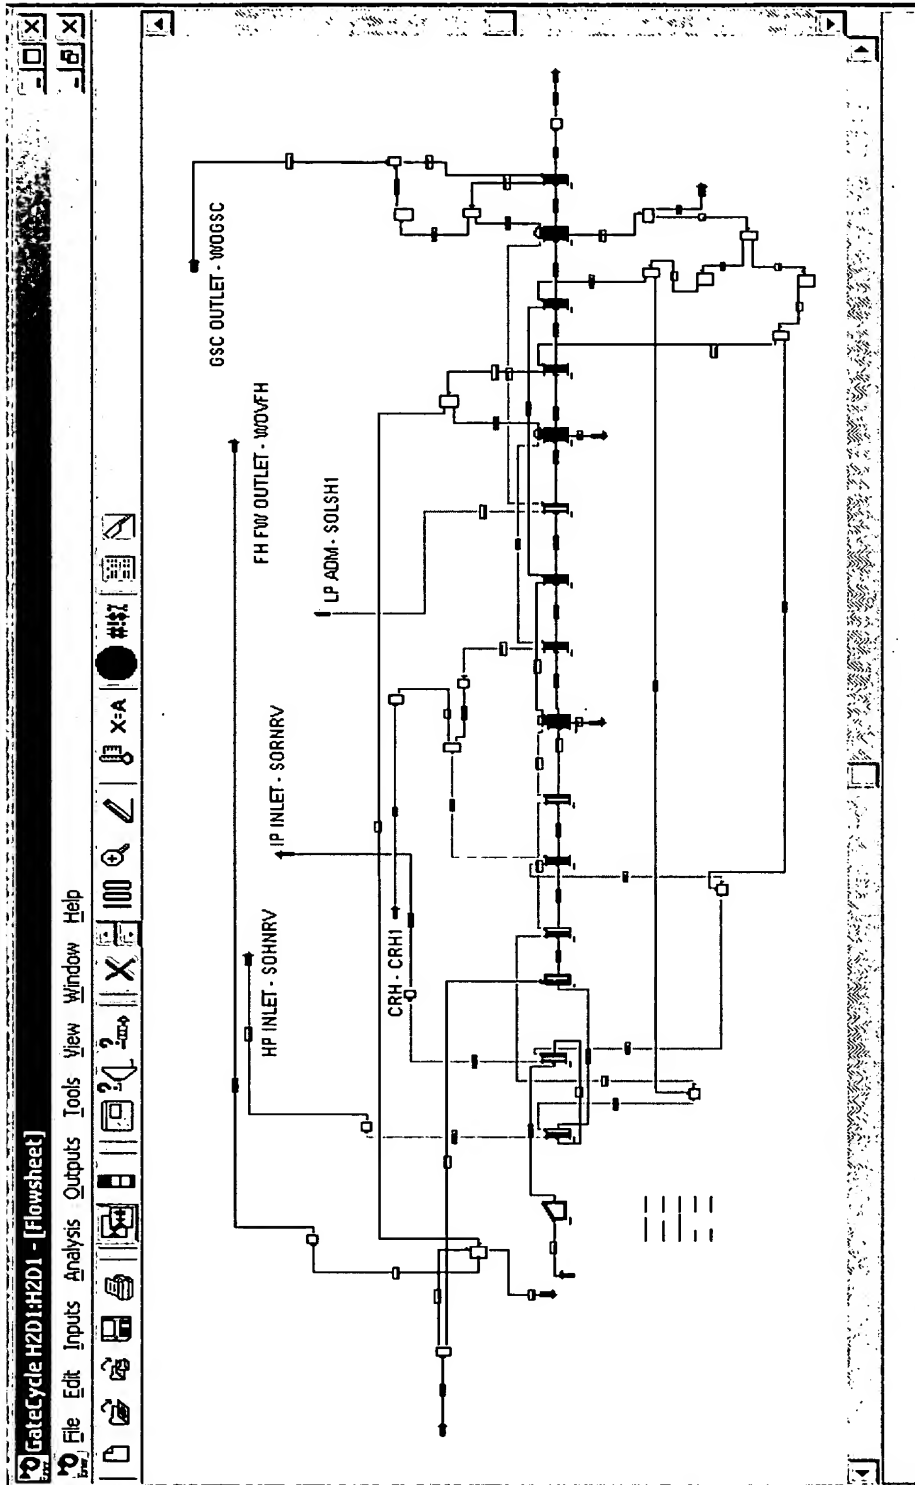 GateCycle H2D1:H2D1 - [Flowsheet]
File Edit Inputs Analysis Outputs Tools View Window Help
X=A
#!$%
GSC OUTLET - WOGSC
FH FW OUTLET - WOVFH
LP ADM - SOLSH1
IP INLET - SORNRV
HP INLET - SOHNRV
CRH - CRH1